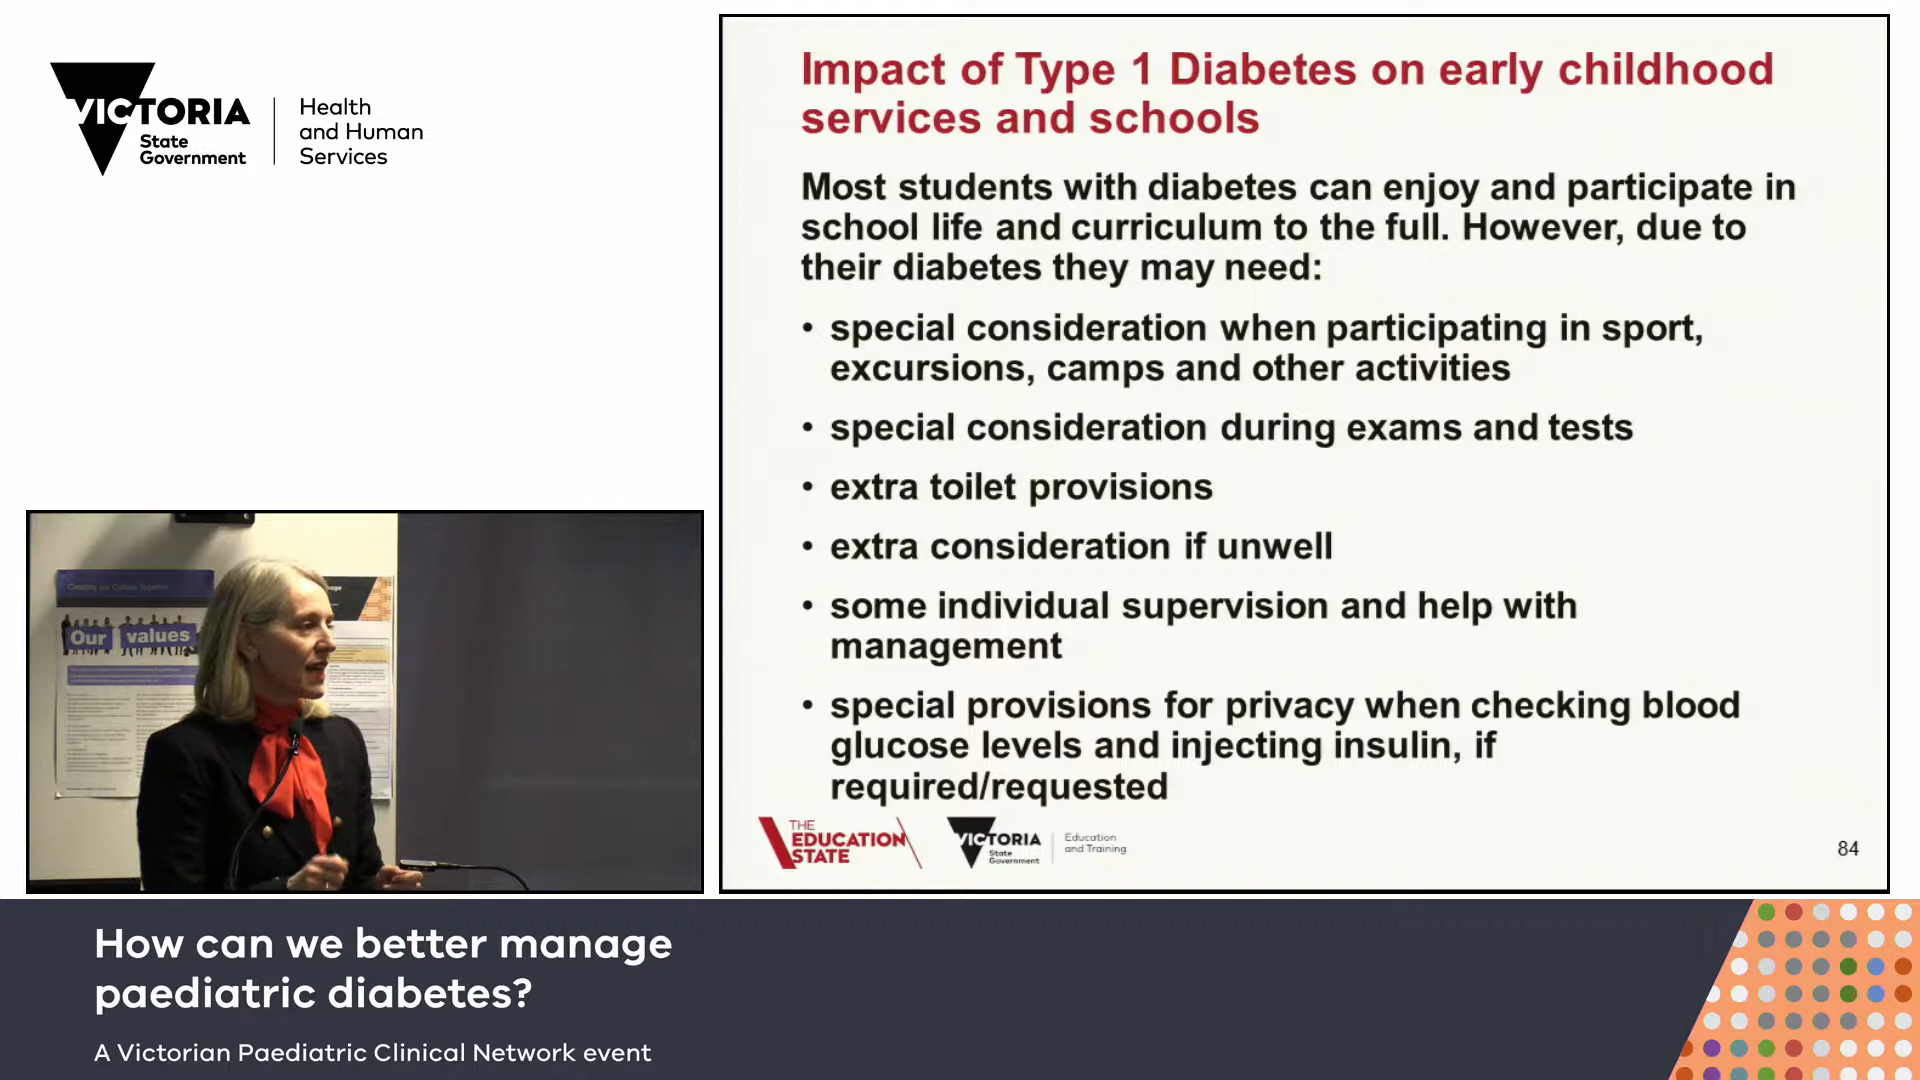 VICTORIA
State
Government
Health
and Human
Services
Impact of Type 1 Diabetes on early childhood
services and schools
Most students with diabetes can enjoy and participate in
school life and curriculum to the full. However, due to
their diabetes they may need:
• special consideration when participating in sport,
excursions, camps and other activities
• special consideration during exams and tests
• extra toilet provisions
• extra consideration if unwell
• some individual supervision and help with
management
• special provisions for privacy when checking blood
glucose levels and injecting insulin, if
required/requested
THE
EDUCATION
STATE
VICTORIA
State
Government
Education
and Training
84
Our values
How can we better manage
paediatric diabetes?
A Victorian Paediatric Clinical Network event